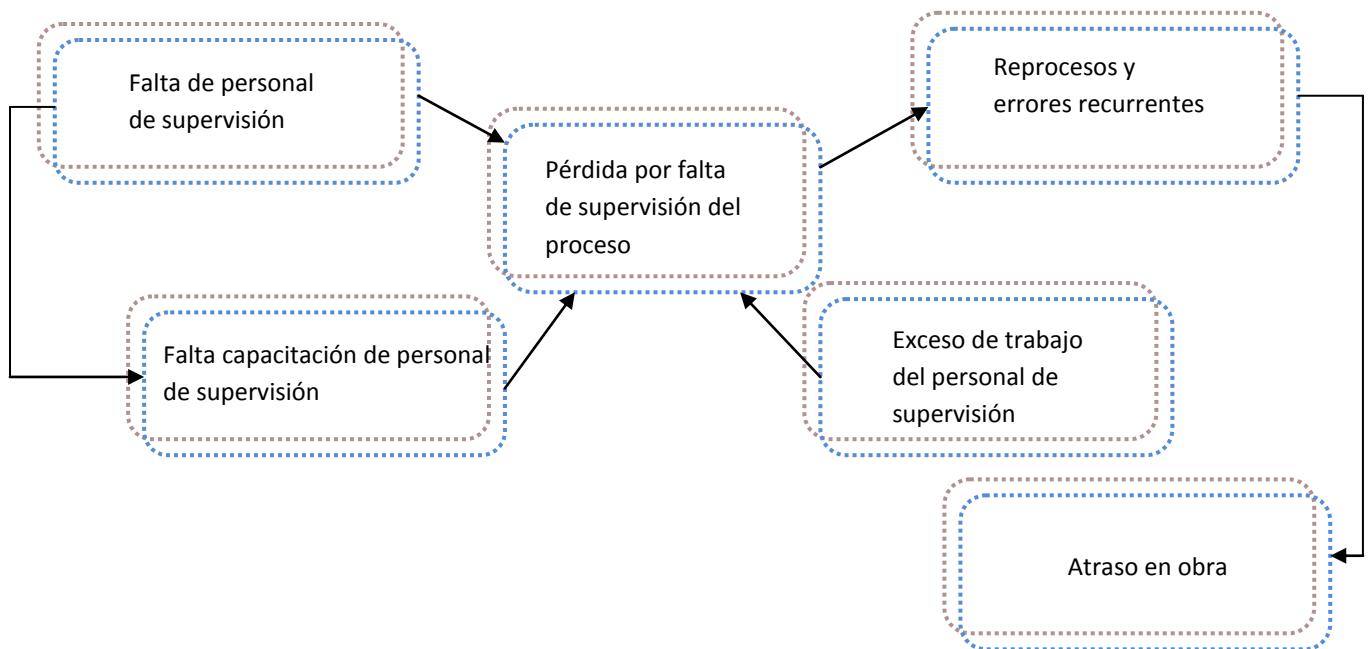 Falta de personal
de supervisión
Pérdida por falta
de supervisión del
proceso
Reprocesos y
errores recurrentes
Falta capacitación de personal
de supervisión
Exceso de trabajo
del personal de
supervisión
Atraso en obra